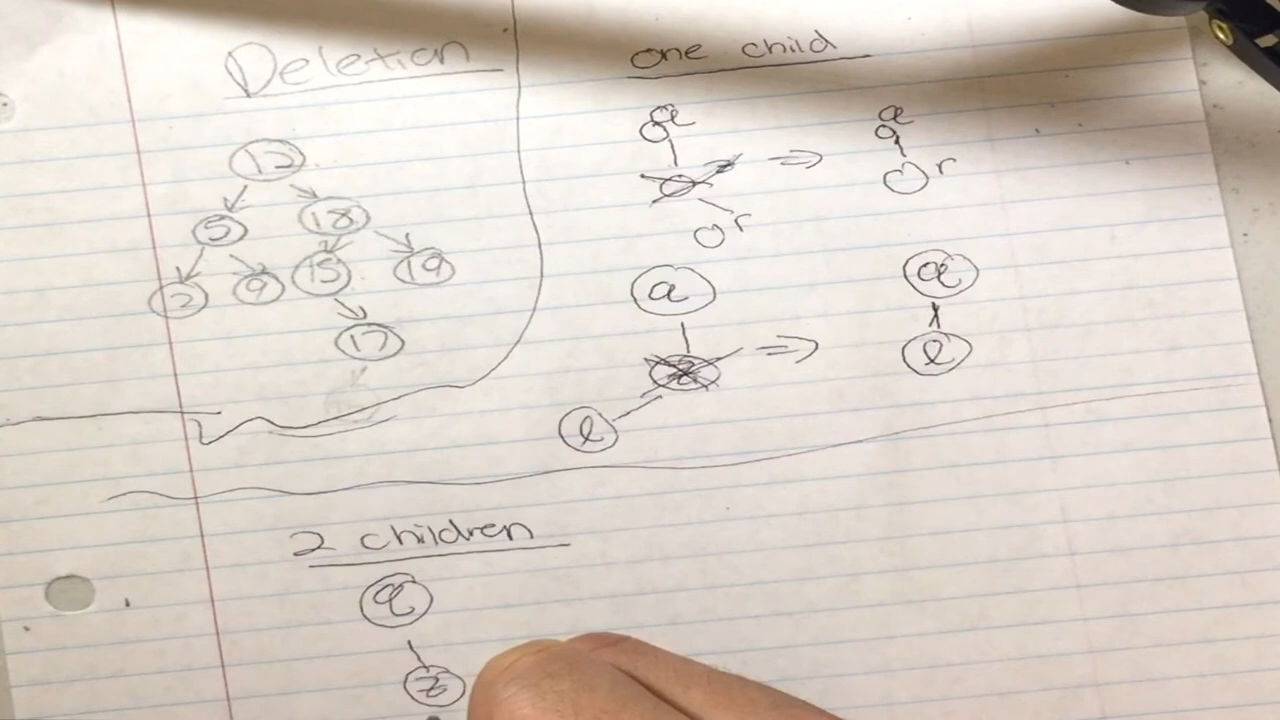 Deletion
12
5 18
2 9 15 19
17
one child
a
r
a
r
a
z
l
a
l
2 children
q
z